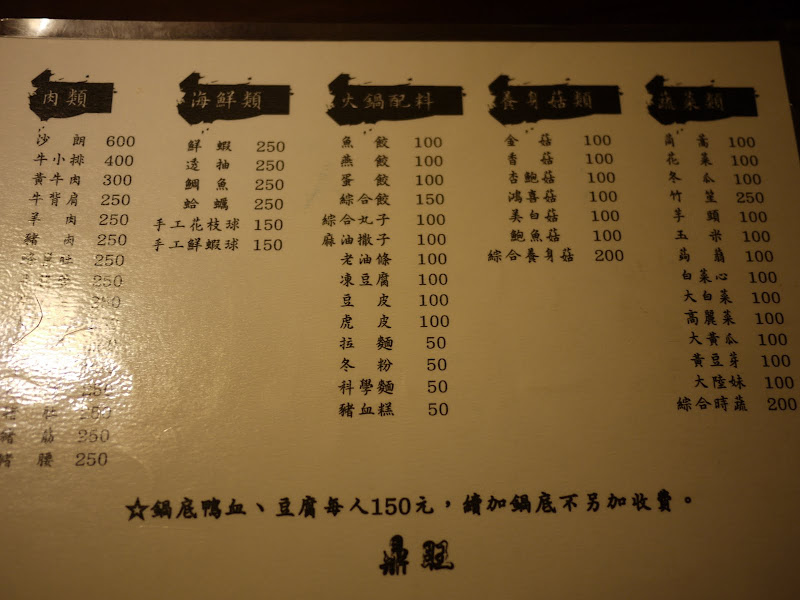 肉類
沙朗 600
牛小排 400
黃牛肉 300
牛背肩 250
羊肉 250
豬肉 250
250
250
250
250
肚 250
豬筋 250
豬腰 250
海鮮類
鮮蝦 250
透抽 250
鯛魚 250
蛤蠣 250
手工花枝球 150
手工鮮蝦球 150
火鍋配料
魚餃 100
燕餃 100
蛋餃 100
綜合餃 150
綜合丸子 100
麻油撒子 100
老油條 100
凍豆腐 100
豆皮 100
虎皮 100
拉麵 50
冬粉 50
科學麵 50
豬血糕 50
養身菇類
金菇 100
香菇 100
杏鮑菇 100
鴻喜菇 100
美白菇 100
鮑魚菇 100
綜合養身菇 200
蔬菜類
茼蒿 100
花菜 100
冬瓜 100
竹笙 250
芋頭 100
玉米 100
蒟蒻 100
白菜心 100
大白菜 100
高麗菜 100
大黃瓜 100
黃豆芽 100
大陸妹 100
綜合時蔬 200
☆鍋底鴨血、豆腐每人150元，續加鍋底不另加收費。
鼎旺